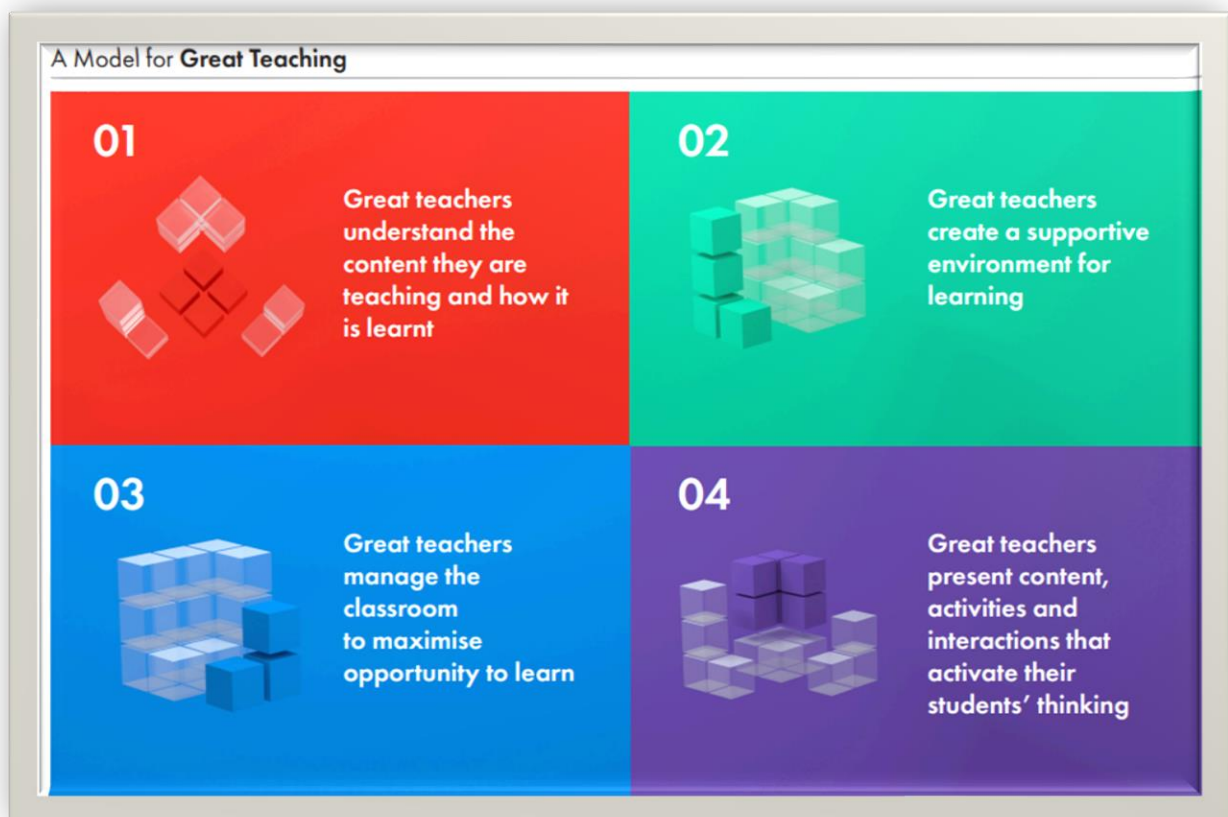 A Model for Great Teaching
01
Great teachers
understand the
content they are
teaching and how it
is learnt
02
Great teachers
create a supportive
environment for
learning
03
Great teachers
manage the
classroom
to maximise
opportunity to learn
04
Great teachers
present content,
activities and
interactions that
activate their
students’ thinking